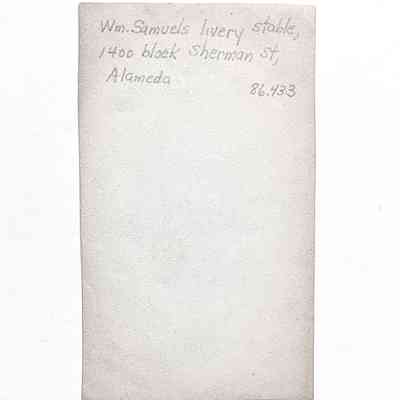 Wm. Samuels livery stable,
1400 block Sherman St,
Alameda
86.433